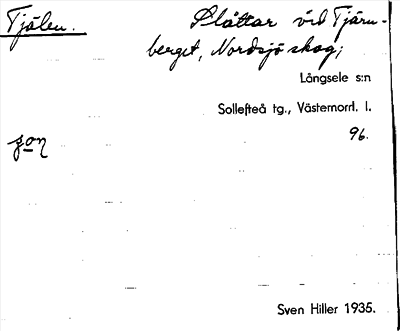 Tjälen. Slåttar vid Tjärn-
berget, Nordsjö skog;
Långsele s:n
Sollefteå tg., Västernorrl. l.
96.
Sven Hiller 1935.